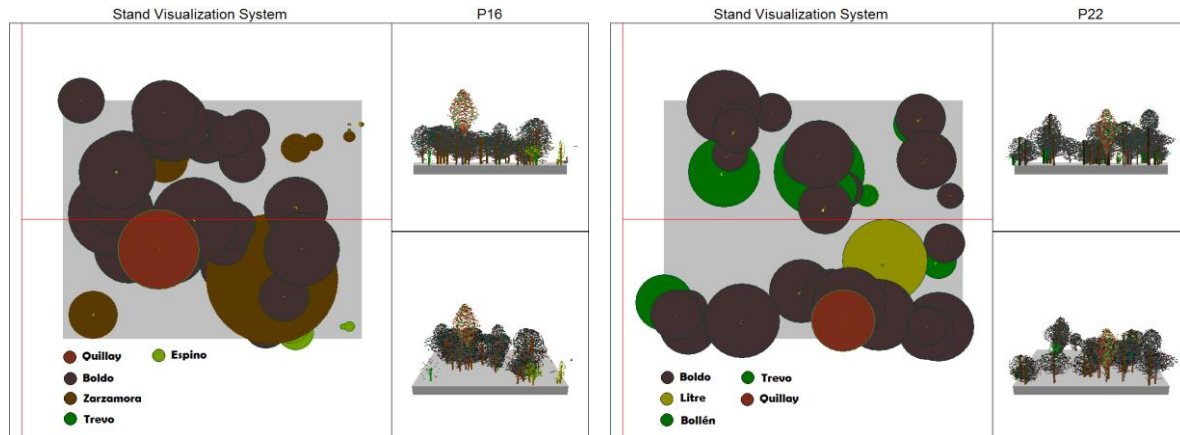 Stand Visualization System
P16
Quillay
Espino
Boldo
Zarzamora
Trevo
Stand Visualization System
P22
Boldo
Trevo
Litre
Quillay
Bollén